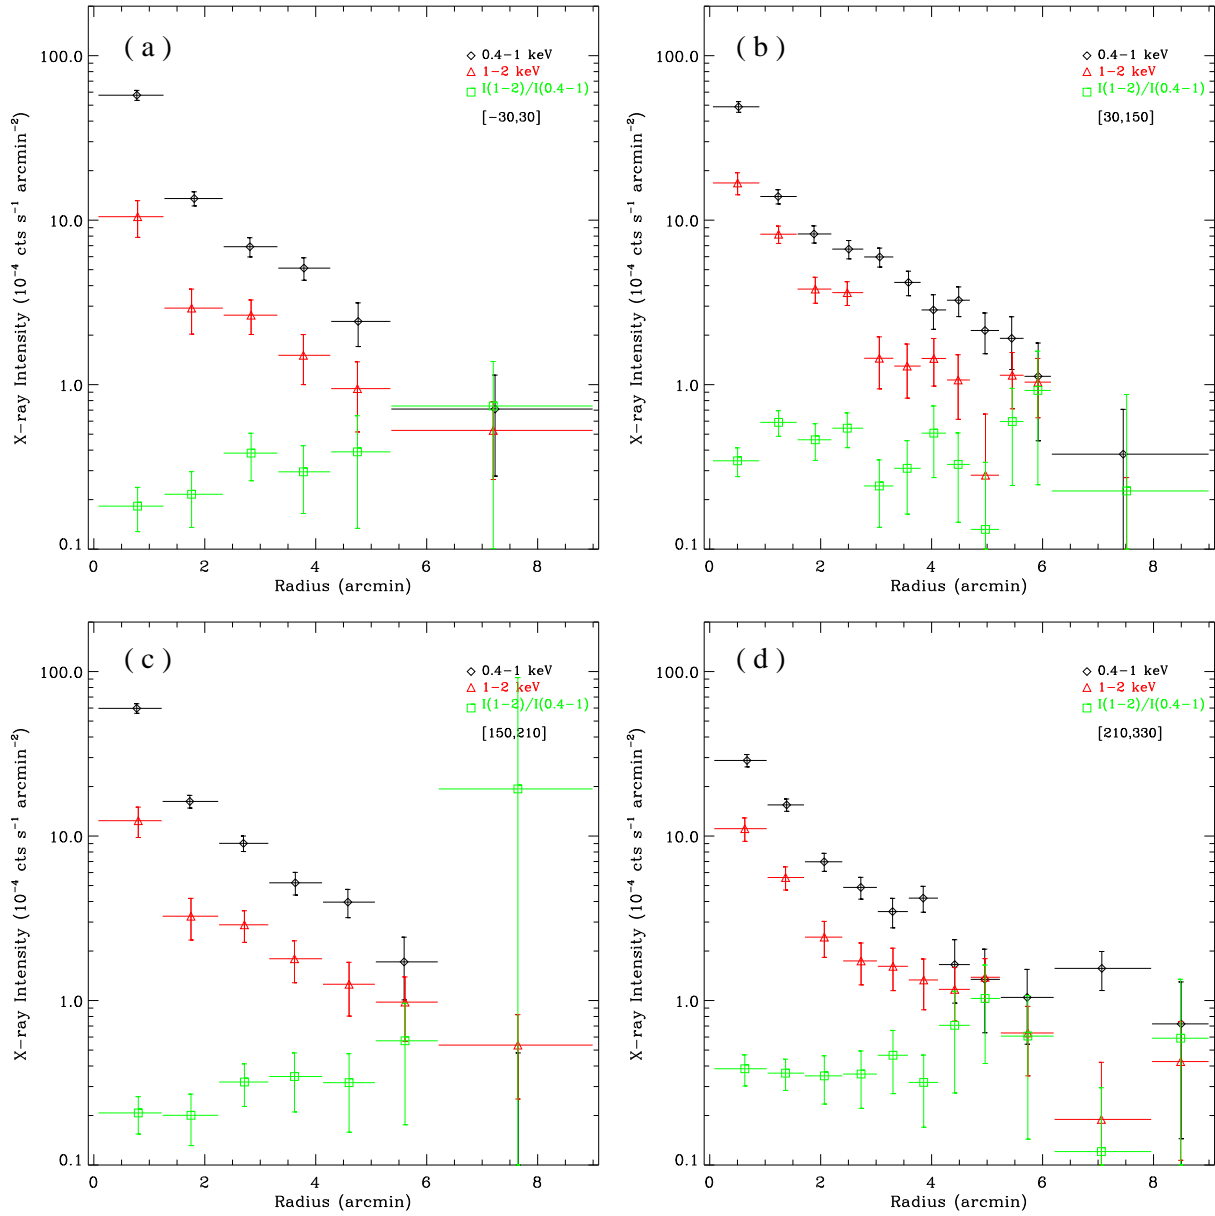 ( a )
0.4-1 keV
1-2 keV
I(1-2)/I(0.4-1)
[-30,30]
100.0
10.0
1.0
0.1
X-ray Intensity (10⁻⁴ cts s⁻¹ arcmin⁻²)
0 2 4 6 8
Radius (arcmin)
( b )
0.4-1 keV
1-2 keV
I(1-2)/I(0.4-1)
[30,150]
100.0
10.0
1.0
0.1
X-ray Intensity (10⁻⁴ cts s⁻¹ arcmin⁻²)
0 2 4 6 8
Radius (arcmin)
( c )
0.4-1 keV
1-2 keV
I(1-2)/I(0.4-1)
[150,210]
100.0
10.0
1.0
0.1
X-ray Intensity (10⁻⁴ cts s⁻¹ arcmin⁻²)
0 2 4 6 8
Radius (arcmin)
( d )
0.4-1 keV
1-2 keV
I(1-2)/I(0.4-1)
[210,330]
100.0
10.0
1.0
0.1
X-ray Intensity (10⁻⁴ cts s⁻¹ arcmin⁻²)
0 2 4 6 8
Radius (arcmin)